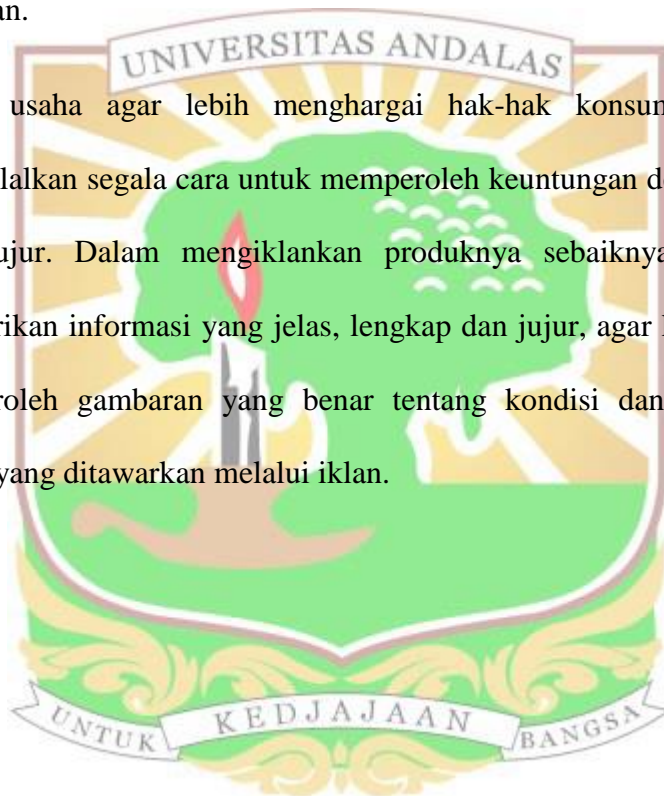 an.
UNIVERSITAS ANDALAS
usaha agar lebih menghargai hak-hak konsum
lalkan segala cara untuk memperoleh keuntungan d
ujur. Dalam mengiklankan produknya sebaiknya
rikan informasi yang jelas, lengkap dan jujur, agar
roleh gambaran yang benar tentang kondisi dan
yang ditawarkan melalui iklan.
UNTUK KEDJAJAAN BANGSA